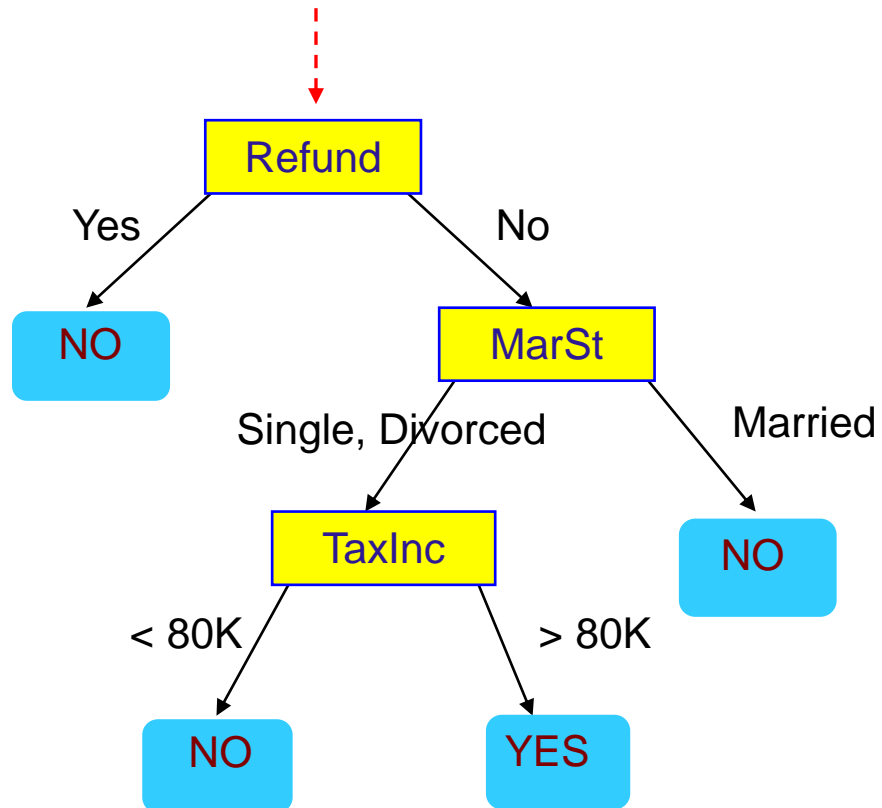 Refund
Yes
No
NO
MarSt
Single, Divorced
Married
TaxInc
NO
< 80K
> 80K
NO
YES